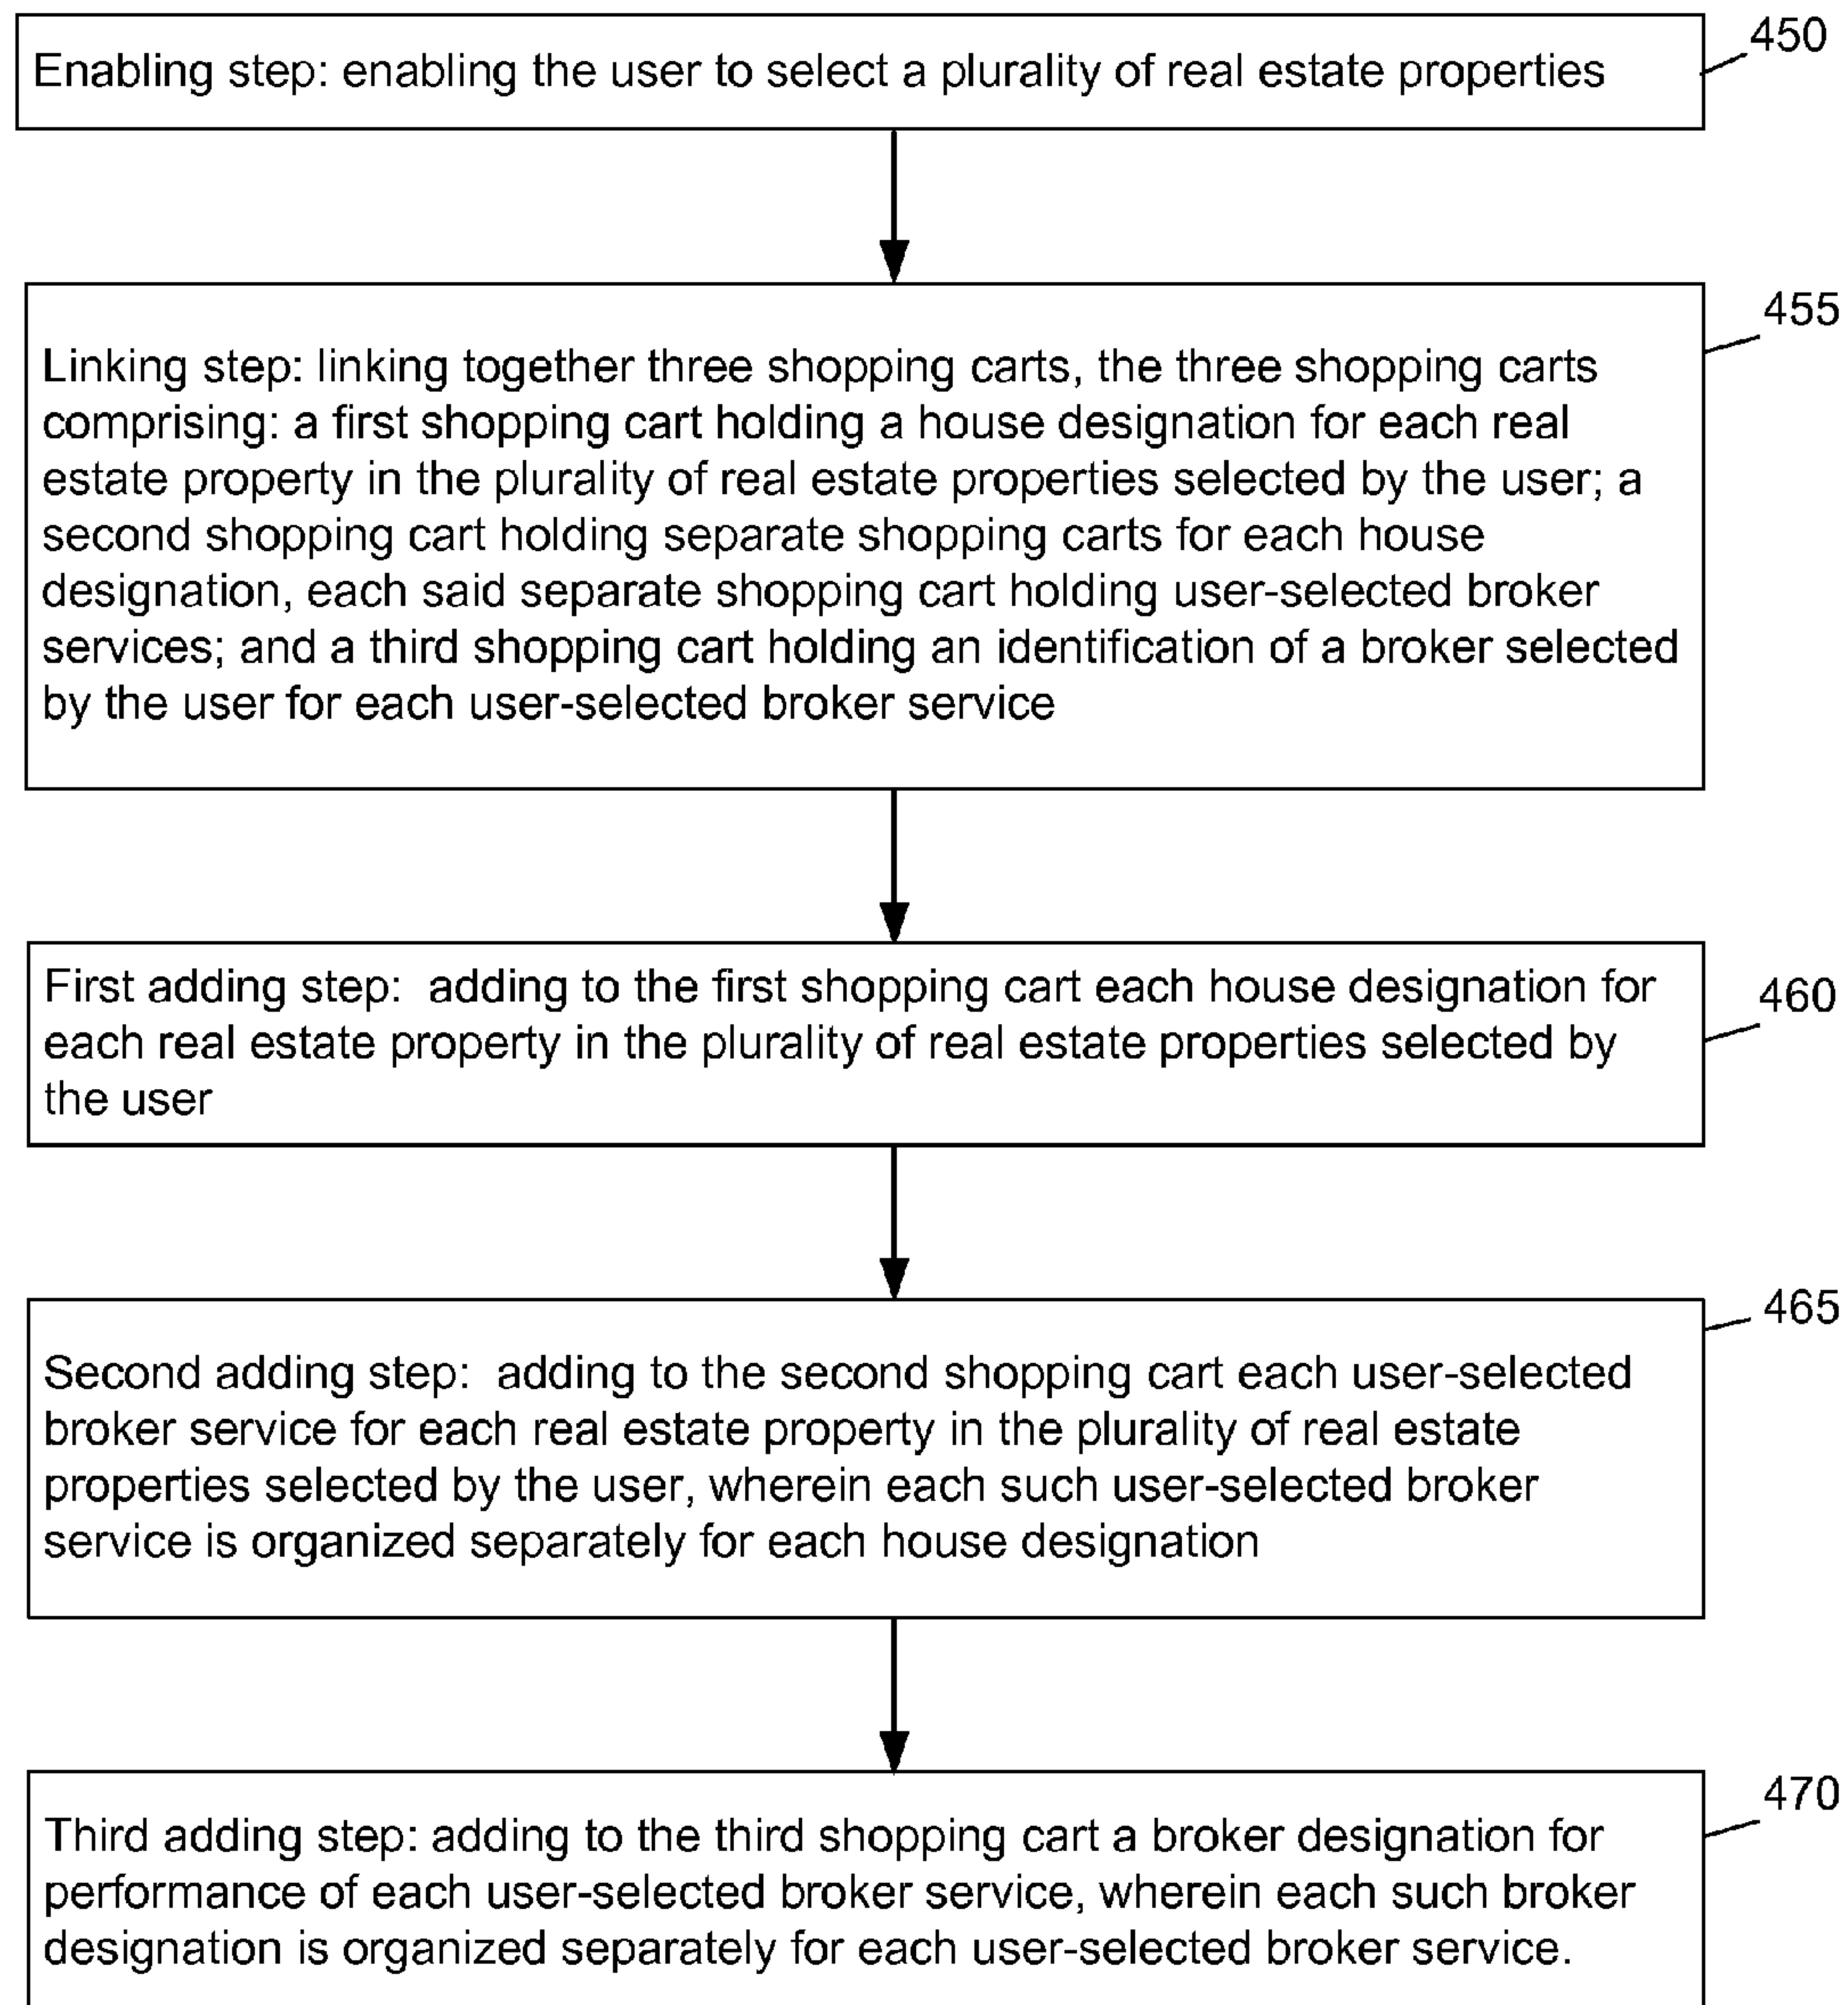 Enabling step: enabling the user to select a plurality of real estate properties
450
455
Linking step: linking together three shopping carts, the three shopping carts
comprising: a first shopping cart holding a house designation for each real
estate property in the plurality of real estate properties selected by the user; a
second shopping cart holding separate shopping carts for each house
designation, each said separate shopping cart holding user-selected broker
services; and a third shopping cart holding an identification of a broker selected
by the user for each user-selected broker service
First adding step:  adding to the first shopping cart each house designation for
each real estate property in the plurality of real estate properties selected by
the user
460
465
Second adding step:  adding to the second shopping cart each user-selected
broker service for each real estate property in the plurality of real estate
properties selected by the user, wherein each such user-selected broker
service is organized separately for each house designation
470
Third adding step: adding to the third shopping cart a broker designation for
performance of each user-selected broker service, wherein each such broker
designation is organized separately for each user-selected broker service.